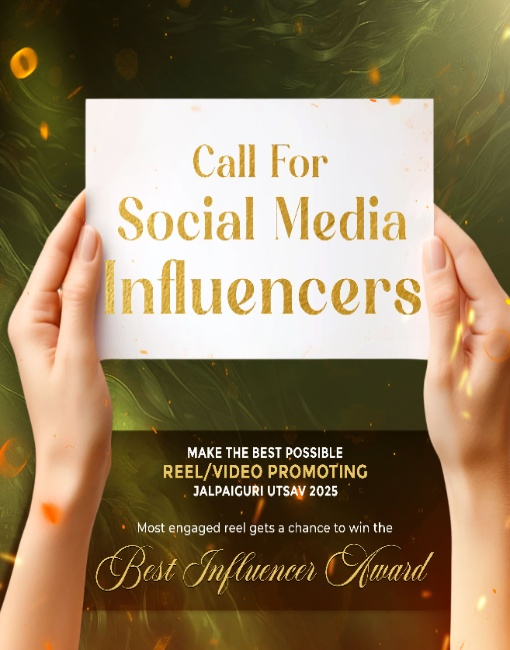 Call For
Social Media
Influencers
MAKE THE BEST POSSIBLE
REEL/VIDEO PROMOTING
JALPAIGURI UTSAV 2025
Most engaged reel gets a chance to win the
Best Influencer Award